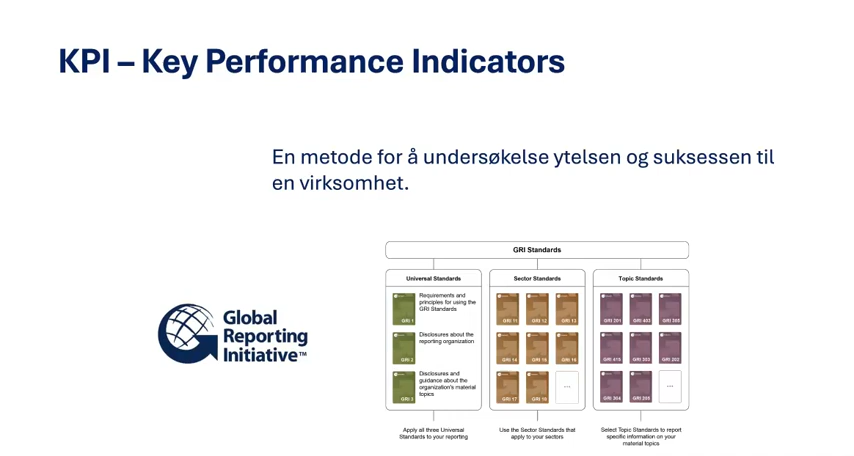 KPI – Key Performance Indicators
En metode for å undersøkelse ytelsen og suksessen til
en virksomhet.
GRI Standards
Universal Standards
Requirements and
principles for using the
GRI Standards
GRI 1
Disclosures about the
reporting organization
GRI 2
Disclosures and
guidance about the
organization's material
topics
GRI 3
Apply all three Universal
Standards to your reporting
Sector Standards
GRI 11 GRI 12 GRI 13
GRI 14 GRI 15 GRI 16
GRI 17 GRI 18 ...
Use the Sector Standards that
apply to your sectors
Topic Standards
GRI 201 GRI 403
GRI 415 GRI 303 GRI 202
GRI 304 ...
Select Topic Standards to report
specific information on your
material topics
Global
Reporting
Initiative™